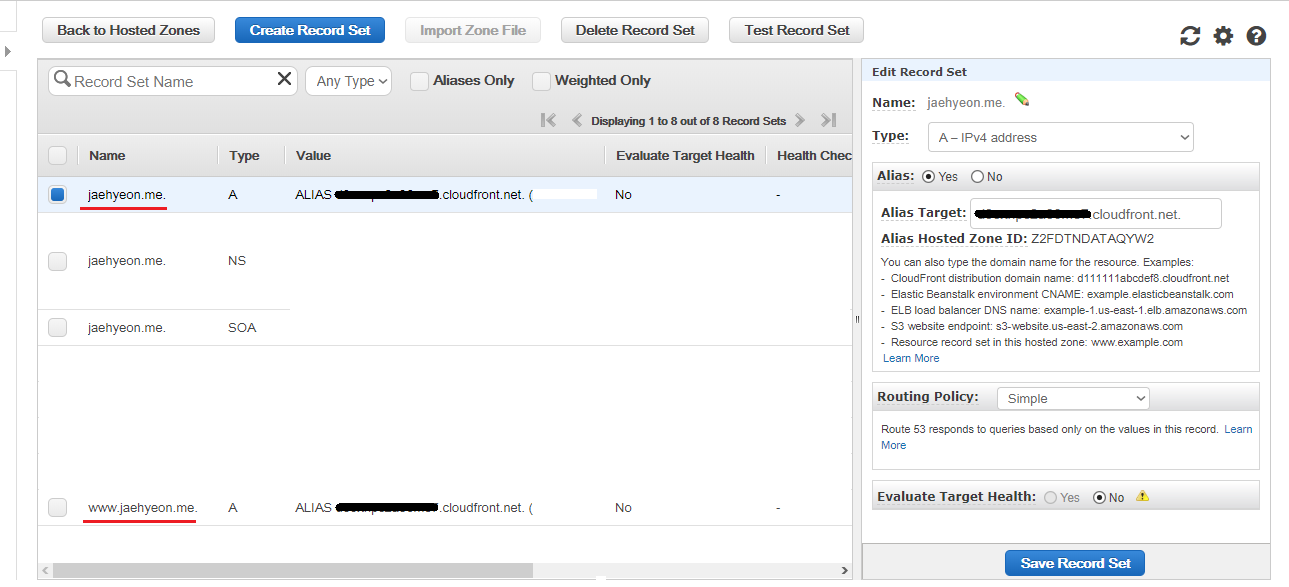 Back to Hosted Zones Create Record Set Import Zone File Delete Record Set Test Record Set
Record Set Name Any Type Aliases Only Weighted Only
Displaying 1 to 8 out of 8 Record Sets
Name Type Value Evaluate Target Health Health Chec
jaehyeon.me. A ALIAS .cloudfront.net. ( No -
jaehyeon.me. NS
jaehyeon.me. SOA
www.jaehyeon.me. A ALIAS .cloudfront.net. ( No -
Edit Record Set
Name: jaehyeon.me.
Type: A – IPv4 address
Alias: Yes No
Alias Target: .cloudfront.net.
Alias Hosted Zone ID: Z2FDTNDATAQYW2
You can also type the domain name for the resource. Examples:
- CloudFront distribution domain name: d111111abcdef8.cloudfront.net
- Elastic Beanstalk environment CNAME: example.elasticbeanstalk.com
- ELB load balancer DNS name: example-1.us-east-1.elb.amazonaws.com
- S3 website endpoint: s3-website.us-east-2.amazonaws.com
- Resource record set in this hosted zone: www.example.com
Learn More
Routing Policy: Simple
Route 53 responds to queries based only on the values in this record. Learn
More
Evaluate Target Health: Yes No
Save Record Set